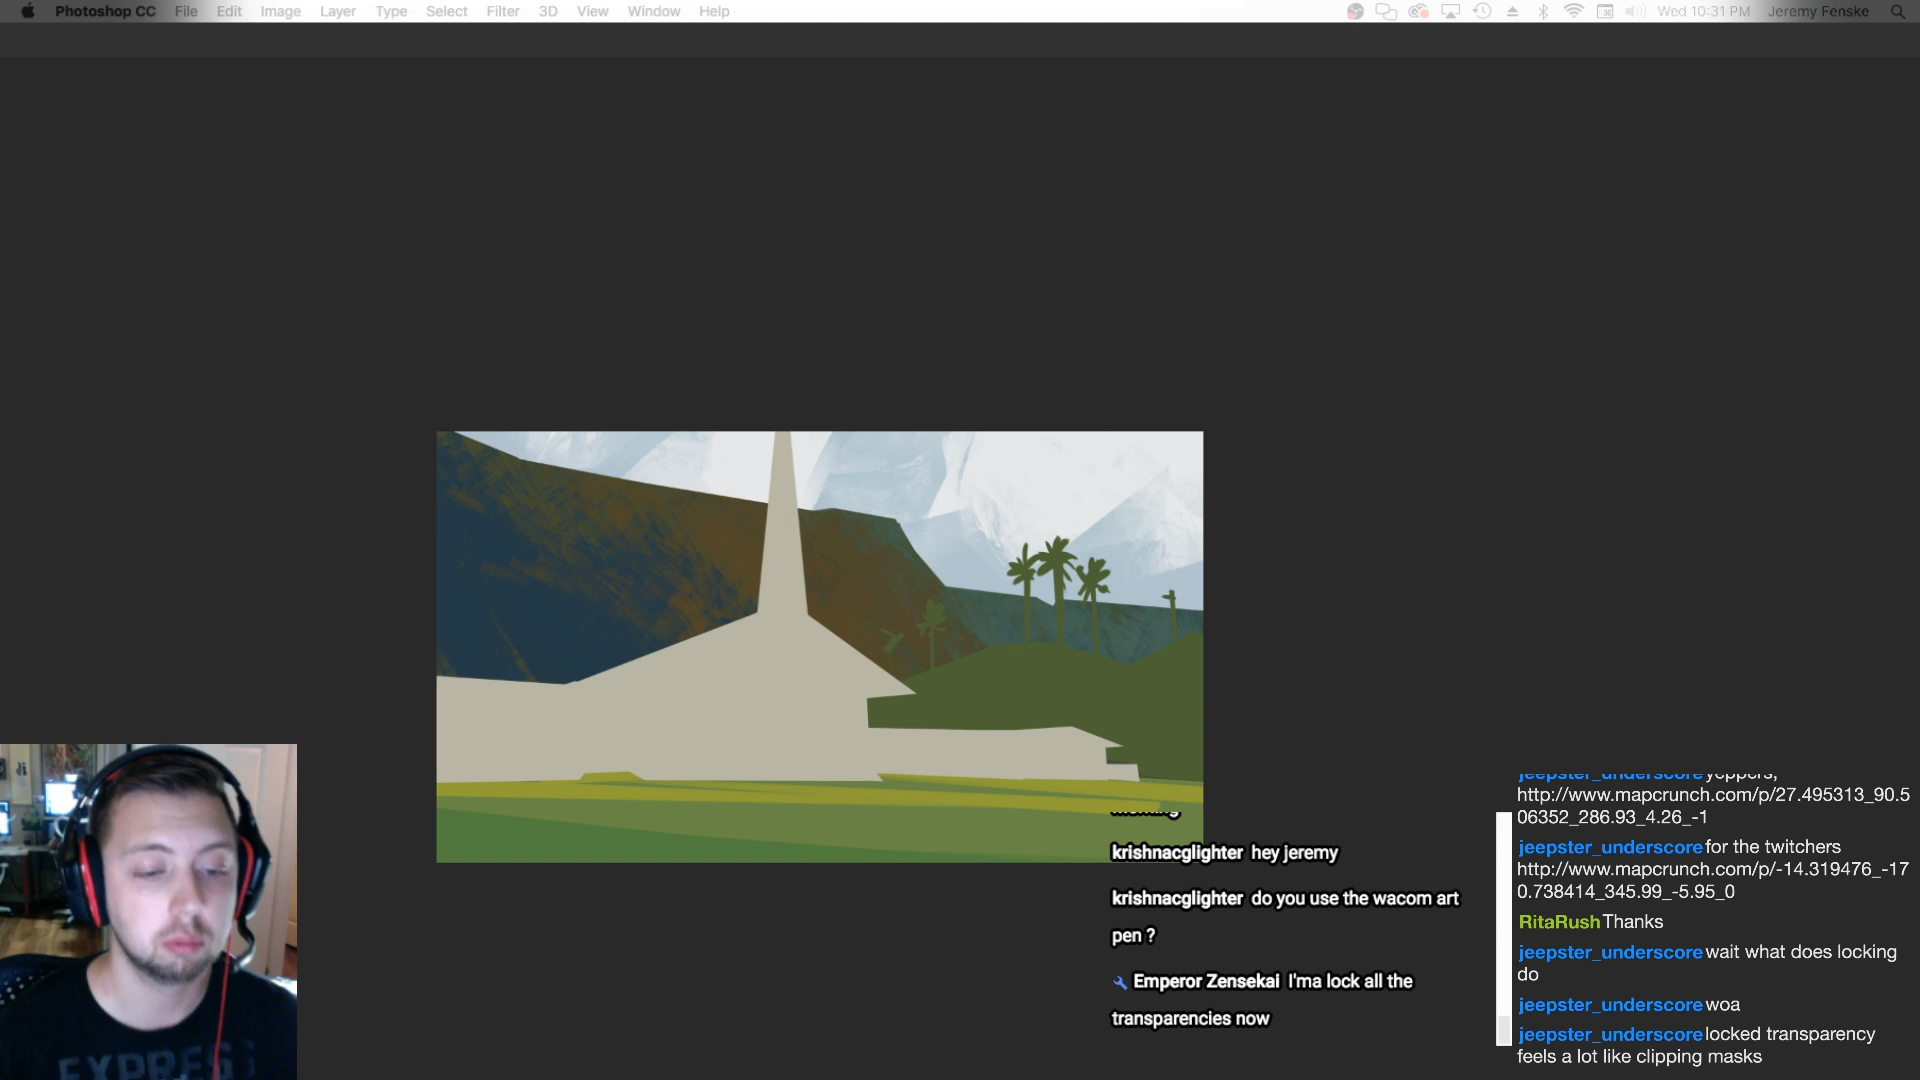 Photoshop CC File Edit Image Layer Type Select Filter 3D View Window Help Wed 10:31 PM Jeremy Fenske
krishnacglighter hey jeremy
krishnacglighter do you use the wacom art
pen ?
Emperor Zensekai I'ma lock all the
transparencies now
jeepster_underscore yeppers,
http://www.mapcrunch.com/p/27.495313_90.5
06352_286.93_4.26_-1
jeepster_underscore for the twitchers
http://www.mapcrunch.com/p/-14.319476_-17
0.738414_345.99_-5.95_0
RitaRush Thanks
jeepster_underscore wait what does locking
do
jeepster_underscore woa
jeepster_underscore locked transparency
feels a lot like clipping masks
EXPRESS